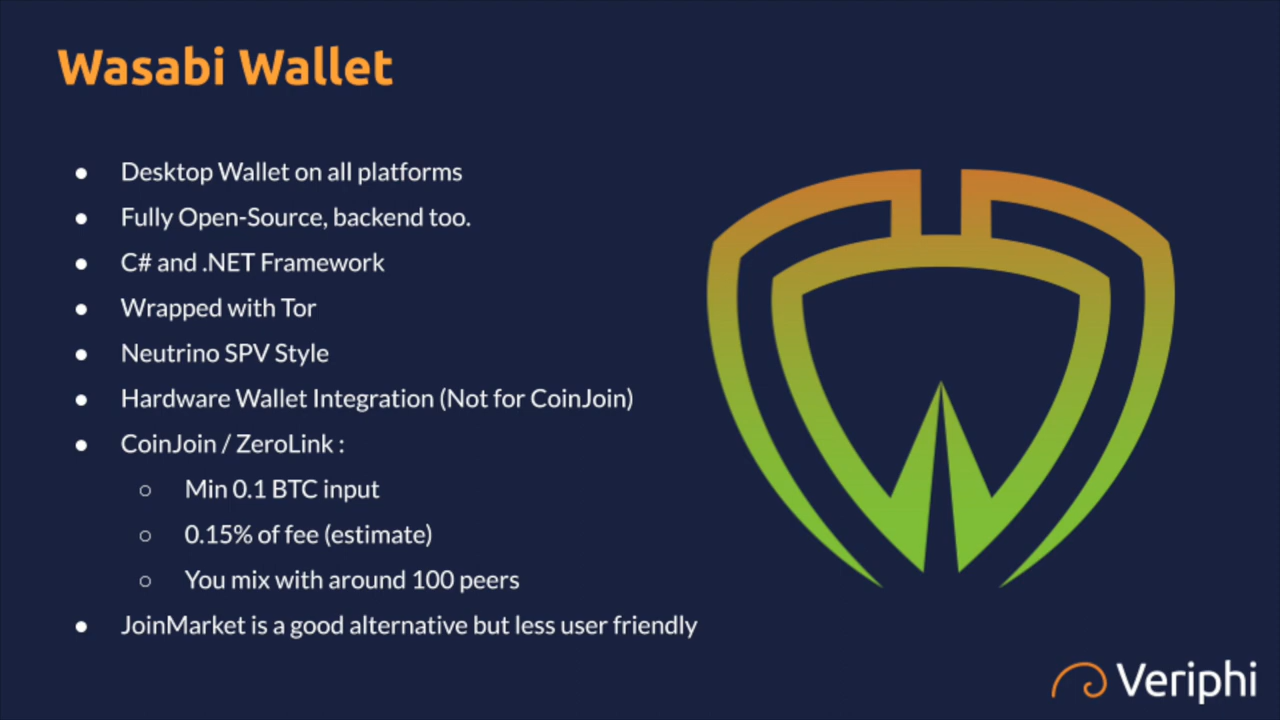 Wasabi Wallet
● Desktop Wallet on all platforms
● Fully Open-Source, backend too.
● C# and .NET Framework
● Wrapped with Tor
● Neutrino SPV Style
● Hardware Wallet Integration (Not for CoinJoin)
● CoinJoin / ZeroLink :
○ Min 0.1 BTC input
○ 0.15% of fee (estimate)
○ You mix with around 100 peers
● JoinMarket is a good alternative but less user friendly
Veriphi